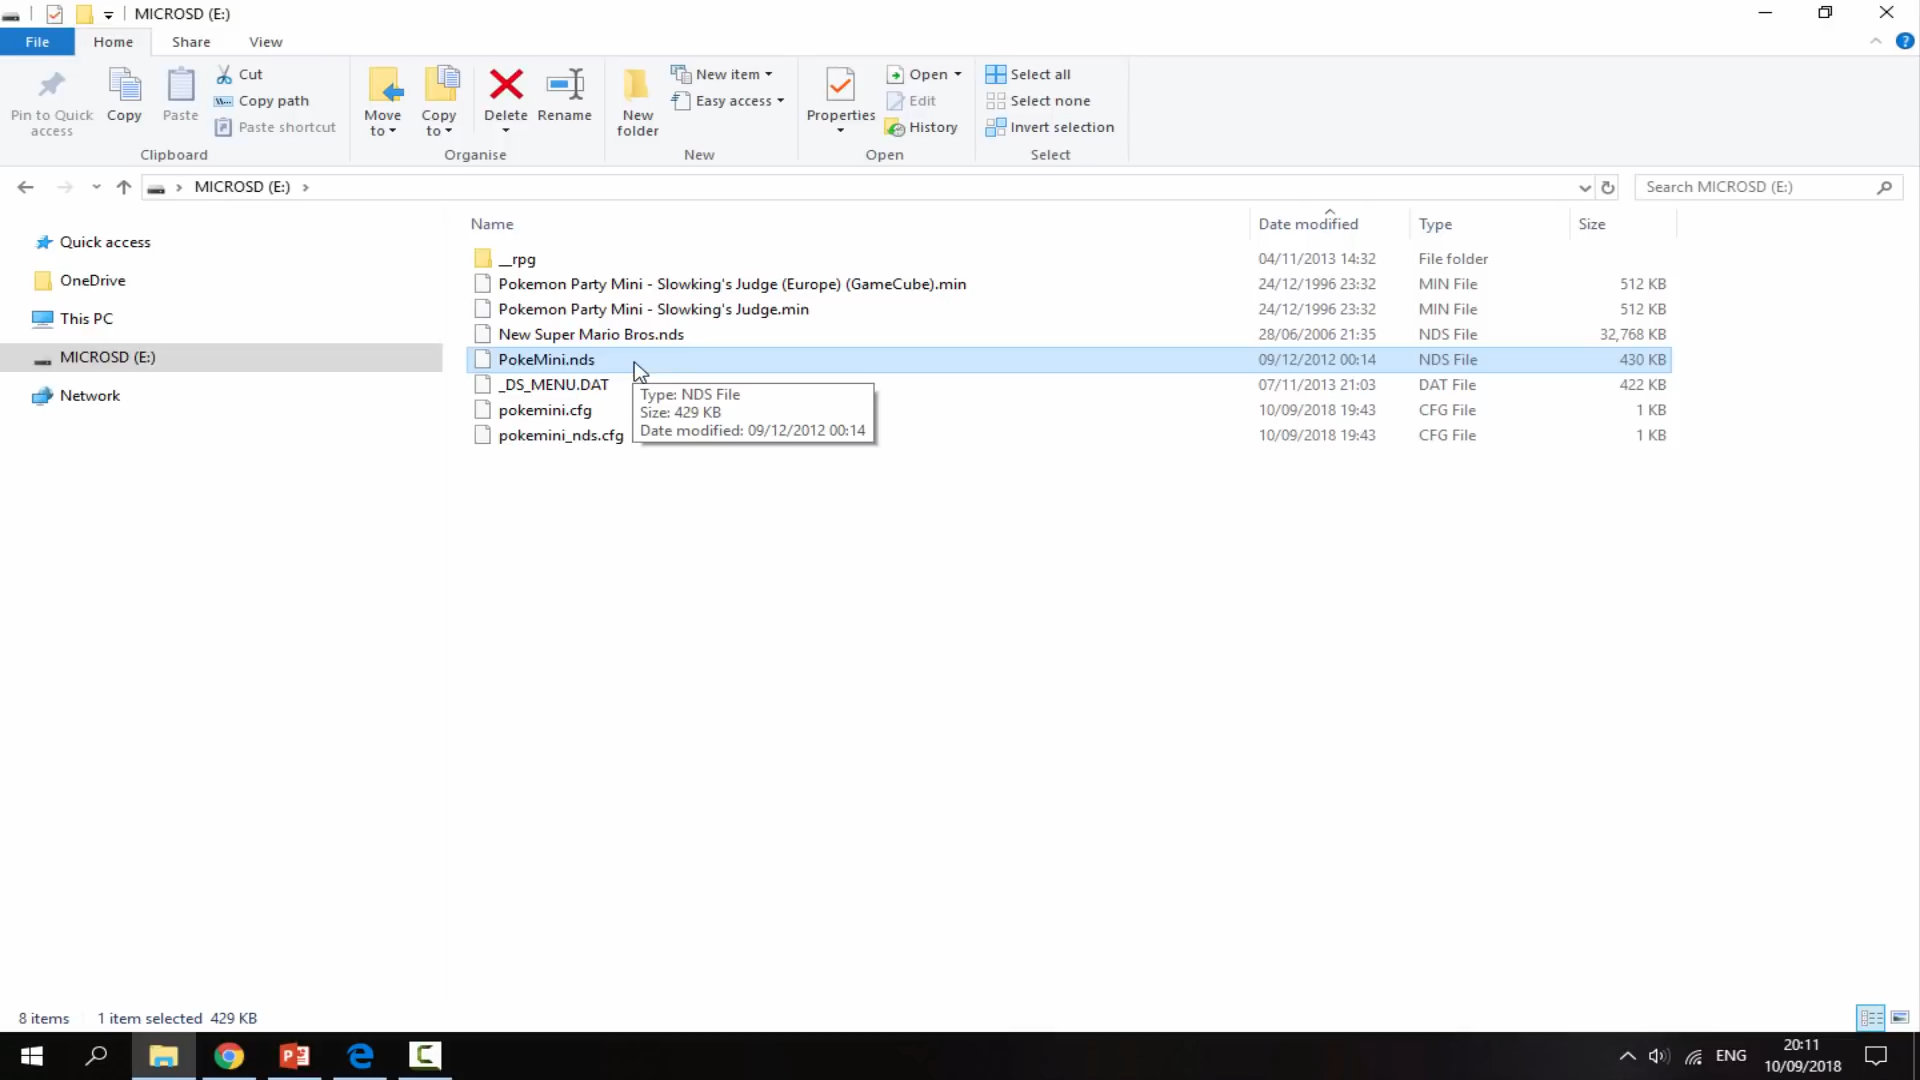 MICROSD (E:)
File Home Share View
Pin to Quick access
Copy
Paste
Cut
Copy path
Paste shortcut
Clipboard
Move to
Copy to
Delete
Rename
Organise
New folder
New item
Easy access
New
Properties
Open
Edit
History
Open
Select all
Select none
Invert selection
Select
MICROSD (E:)
Search MICROSD (E:)
Quick access
OneDrive
This PC
MICROSD (E:)
Network
Name Date modified Type Size
__rpg 04/11/2013 14:32 File folder
Pokemon Party Mini - Slowking's Judge (Europe) (GameCube).min 24/12/1996 23:32 MIN File 512 KB
Pokemon Party Mini - Slowking's Judge.min 24/12/1996 23:32 MIN File 512 KB
New Super Mario Bros.nds 28/06/2006 21:35 NDS File 32,768 KB
PokeMini.nds 09/12/2012 00:14 NDS File 430 KB
_DS_MENU.DAT 07/11/2013 21:03 DAT File 422 KB
pokemini.cfg 10/09/2018 19:43 CFG File 1 KB
pokemini_nds.cfg 10/09/2018 19:43 CFG File 1 KB
Type: NDS File
Size: 429 KB
Date modified: 09/12/2012 00:14
8 items 1 item selected 429 KB
ENG
20:11
10/09/2018